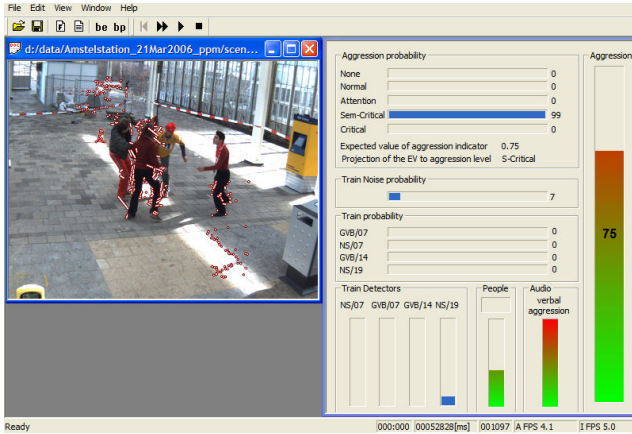 File Edit View Window Help
be bp
d:/data/Amstelstation_21Mar2006_ppm/scen...
Aggression probability
None 0
Normal 0
Attention 0
Sem-Critical 99
Critical 0
Expected value of aggression indicator 0.75
Projection of the EV to aggression level S-Critical
Train Noise probability
7
Train probability
GVB/07 0
NS/07 0
GVB/14 0
NS/19 0
Train Detectors
NS/07 GVB/07 GVB/14 NS/19
People
Audio
verbal
aggression
Aggression
75
Ready 000:000 00052828[ms] 001097 A FPS 4.1 I FPS 5.0